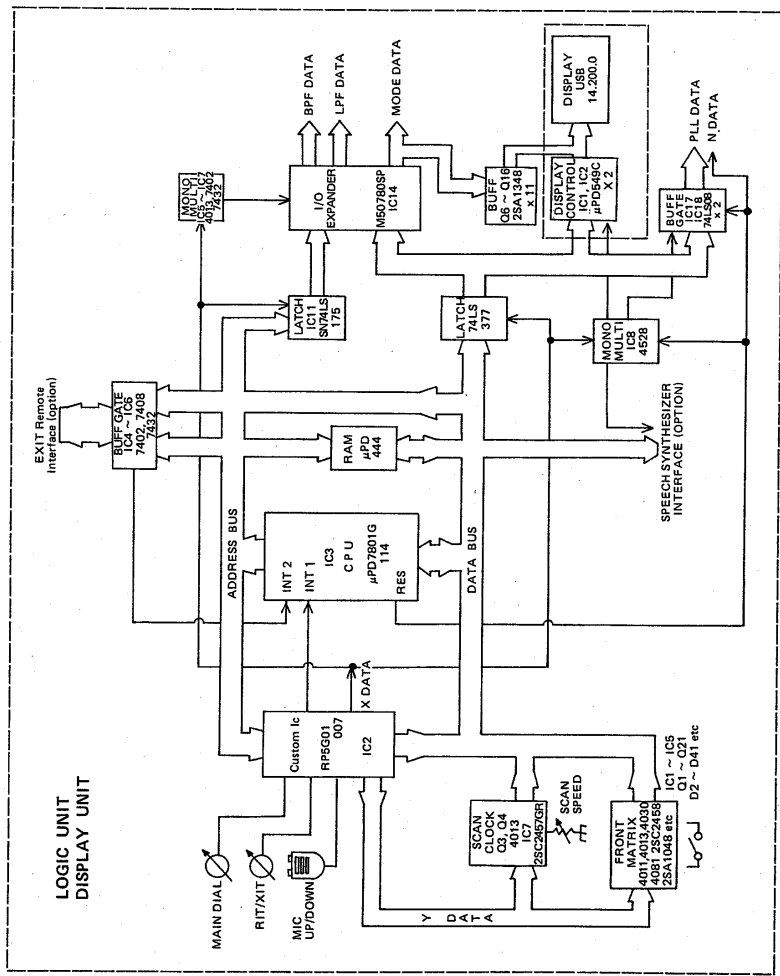 LOGIC UNIT
DISPLAY UNIT
MAIN DIAL
RIT/XIT
MIC
UP/DOWN
Custom Ic
RP5G01
007
IC2
X DATA
Y DATA
ADDRESS BUS
DATA BUS
INT 2
INT 1
IC3
CPU
μPD7801G
114
RES
EXIT Remote
Interface (option)
BUFF GATE
IC4 ~ IC6
7402, 7408
7432
RAM
μPD
444
LATCH
IC11
SN74LS
175
MONO
MULTI
IC5 ~ IC7
4013, 7402
7432
I/O
EXPANDER
M50780SP
IC14
BPF DATA
LPF DATA
MODE DATA
BUFF
Q6 ~ Q16
2SA1348
x 11
DISPLAY
CONTROL
IC1, IC2
μPD549C
X 2
DISPLAY
USB
14.200.0
LATCH
74LS
377
MONO
MULTI
IC8
4528
BUFF
GATE
IC17
IC18
74LS08
x 2
PLL DATA
N DATA
SPEECH SYNTHESIZER
INTERFACE (OPTION)
SCAN
CLOCK
Q3, Q4
4013
IC7
2SC2457GR
SCAN
SPEED
FRONT
MATRIX
4011,4013,4030
4081 2SC2458
2SA1048 etc
IC1 ~ IC5
Q1 ~ Q21
D2 ~ D41 etc